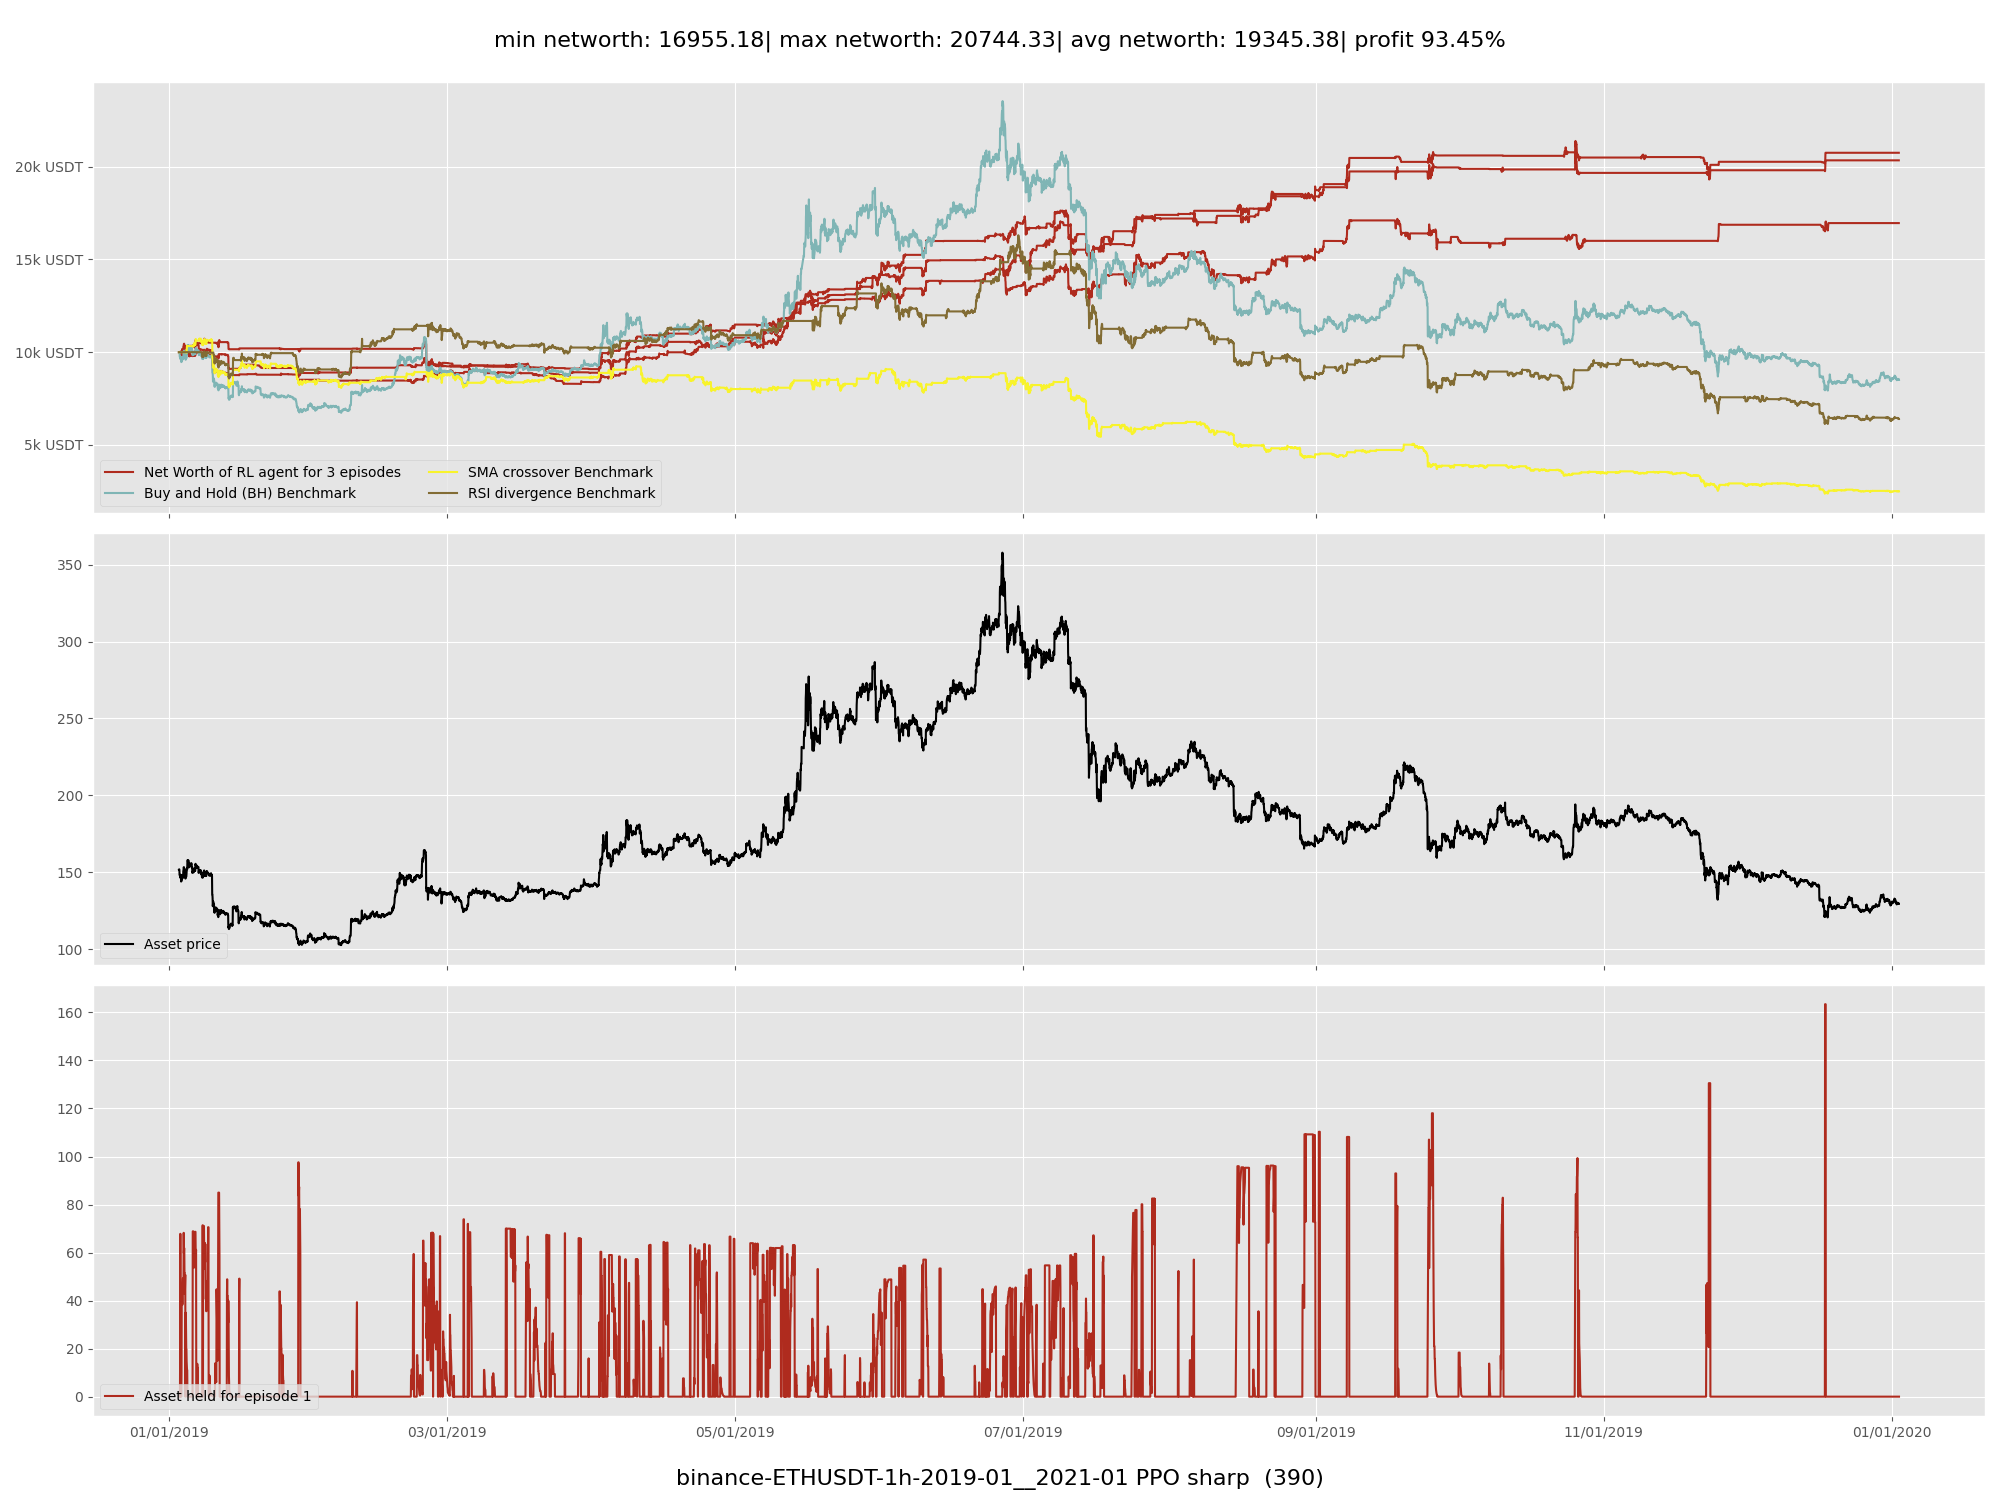 min networth: 16955.18| max networth: 20744.33| avg networth: 19345.38| profit 93.45%
20k USDT
15k USDT
10k USDT
5k USDT
Net Worth of RL agent for 3 episodes
Buy and Hold (BH) Benchmark
SMA crossover Benchmark
RSI divergence Benchmark
350
300
250
200
150
100
Asset price
160
140
120
100
80
60
40
20
0
Asset held for episode 1
01/01/2019 03/01/2019 05/01/2019 07/01/2019 09/01/2019 11/01/2019 01/01/2020
binance-ETHUSDT-1h-2019-01__2021-01 PPO sharp (390)